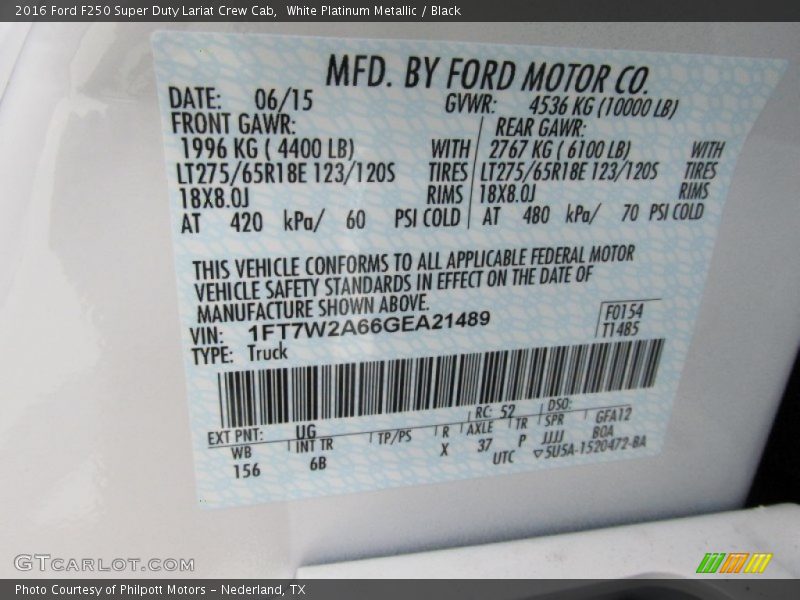 2016 Ford F250 Super Duty Lariat Crew Cab,  White Platinum Metallic / Black
MFD. BY FORD MOTOR CO.
DATE: 06/15 GVWR: 4536 KG (10000 LB)
FRONT GAWR: REAR GAWR:
1996 KG ( 4400 LB) WITH 2767 KG ( 6100 LB) WITH
LT275/65R18E 123/120S TIRES LT275/65R18E 123/120S TIRES
18X8.0J RIMS 18X8.0J RIMS
AT 420 kPa/ 60 PSI COLD AT 480 kPa/ 70 PSI COLD
THIS VEHICLE CONFORMS TO ALL APPLICABLE FEDERAL MOTOR
VEHICLE SAFETY STANDARDS IN EFFECT ON THE DATE OF
MANUFACTURE SHOWN ABOVE.
VIN: 1FT7W2A66GEA21489 F0154
TYPE: Truck T1485
EXT PNT: UG RC: 52 DSO:
WB INT TR TP/PS R AXLE TR SPR GFA12
156 6B X 37 P JJJJ BOA
UTC ▽5U5A-1520472-BA
GTCARLOT.COM
Photo Courtesy of Philpott Motors - Nederland, TX